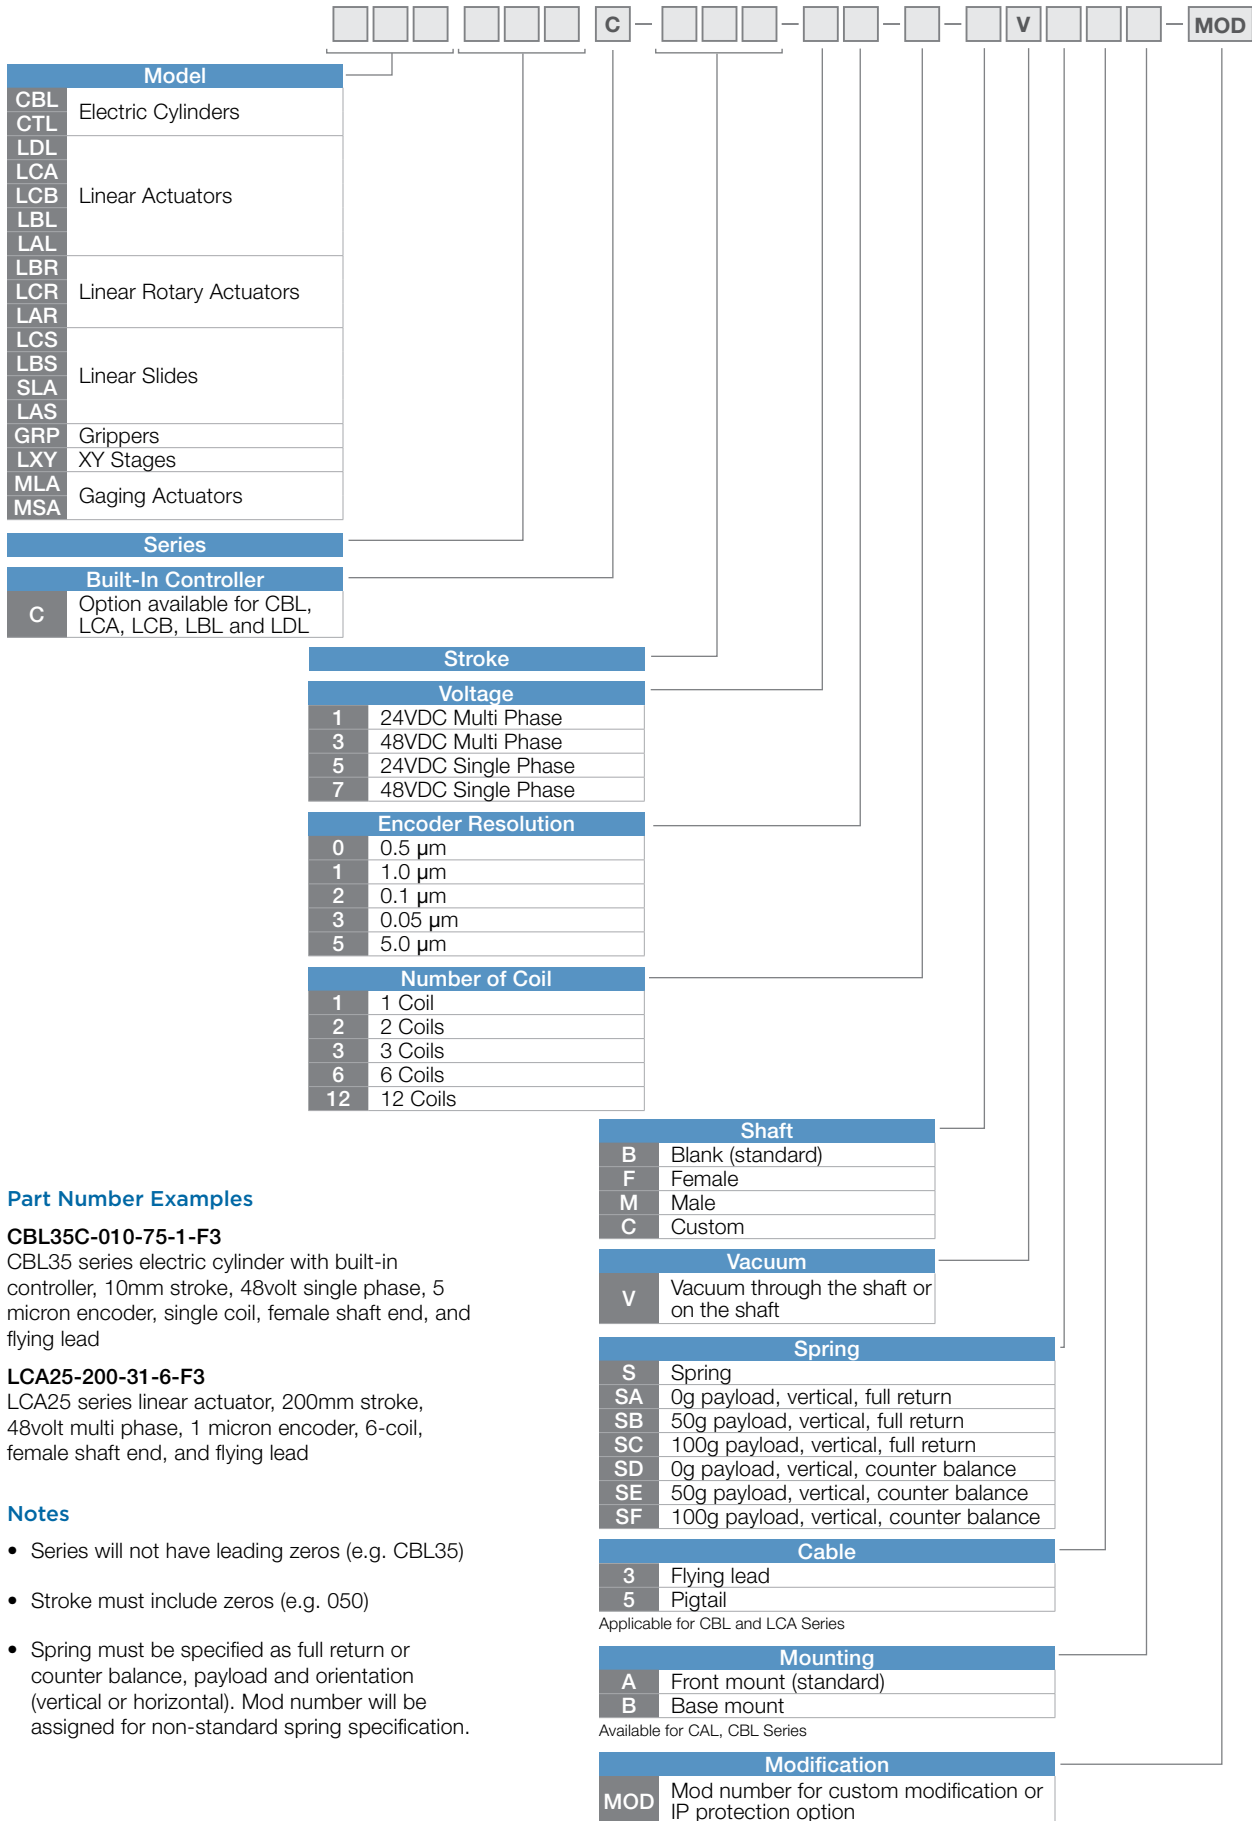 C – – – – V – MOD
Model
CBL
CTL
Electric Cylinders
LDL
LCA
LCB
LBL
LAL
Linear Actuators
LBR
LCR
LAR
Linear Rotary Actuators
LCS
LBS
SLA
LAS
Linear Slides
GRP Grippers
LXY XY Stages
MLA
MSA
Gaging Actuators
Series
Built-In Controller
C Option available for CBL,
LCA, LCB, LBL and LDL
Stroke
Voltage
1 24VDC Multi Phase
3 48VDC Multi Phase
5 24VDC Single Phase
7 48VDC Single Phase
Encoder Resolution
0 0.5 µm
1 1.0 µm
2 0.1 µm
3 0.05 µm
5 5.0 µm
Number of Coil
1 1 Coil
2 2 Coils
3 3 Coils
6 6 Coils
12 12 Coils
Shaft
B Blank (standard)
F Female
M Male
C Custom
Vacuum
V Vacuum through the shaft or
on the shaft
Spring
S Spring
SA 0g payload, vertical, full return
SB 50g payload, vertical, full return
SC 100g payload, vertical, full return
SD 0g payload, vertical, counter balance
SE 50g payload, vertical, counter balance
SF 100g payload, vertical, counter balance
Cable
3 Flying lead
5 Pigtail
Applicable for CBL and LCA Series
Mounting
A Front mount (standard)
B Base mount
Available for CAL, CBL Series
Modification
MOD Mod number for custom modification or
IP protection option
Part Number Examples
CBL35C-010-75-1-F3
CBL35 series electric cylinder with built-in
controller, 10mm stroke, 48volt single phase, 5
micron encoder, single coil, female shaft end, and
flying lead
LCA25-200-31-6-F3
LCA25 series linear actuator, 200mm stroke,
48volt multi phase, 1 micron encoder, 6-coil,
female shaft end, and flying lead
Notes
• Series will not have leading zeros (e.g. CBL35)
• Stroke must include zeros (e.g. 050)
• Spring must be specified as full return or
counter balance, payload and orientation
(vertical or horizontal). Mod number will be
assigned for non-standard spring specification.